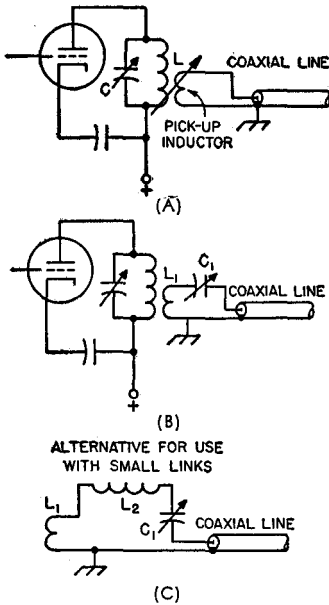 C
L
COAXIAL LINE
PICK-UP
INDUCTOR
+
(A)
L1
C1
COAXIAL LINE
+
(B)
ALTERNATIVE FOR USE
WITH SMALL LINKS
L1
L2
C1
COAXIAL LINE
(C)